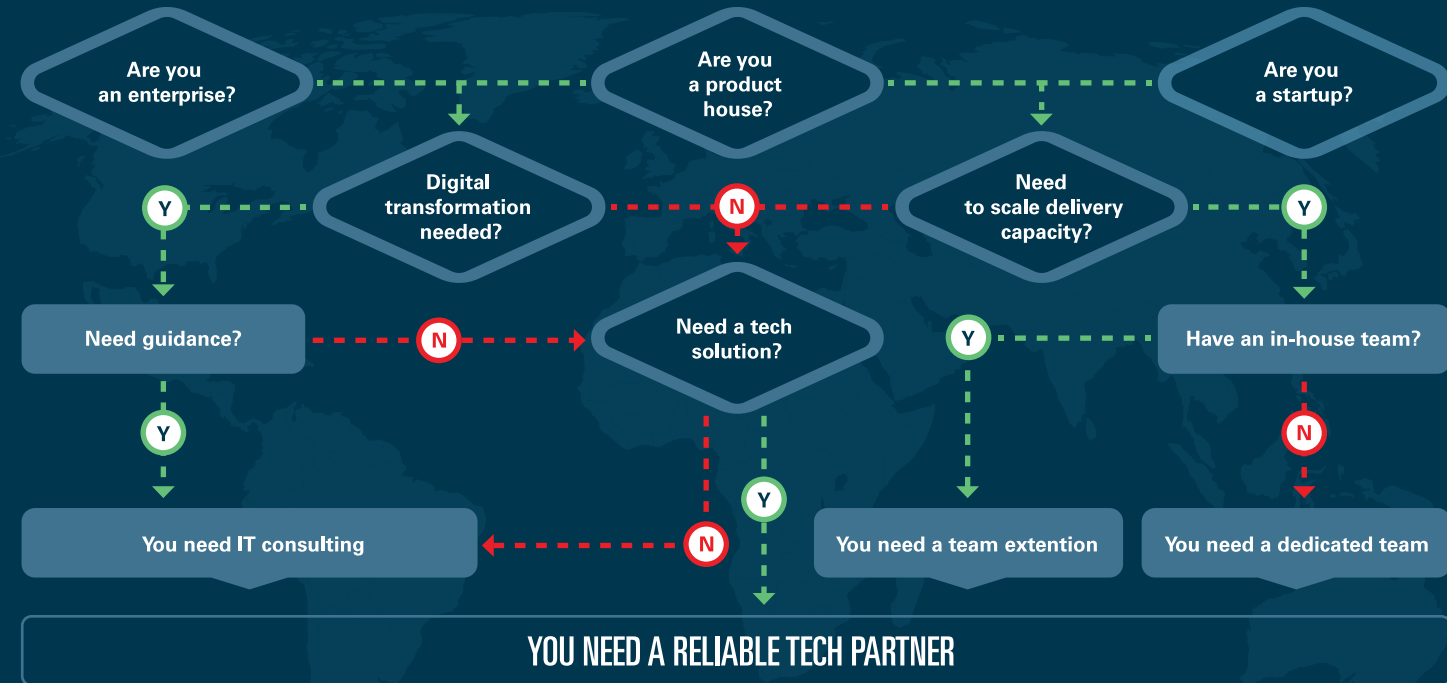 Are you
an enterprise?
Are you
a product
house?
Are you
a startup?
Digital
transformation
needed?
Need
to scale delivery
capacity?
Y
N
Y
Need guidance?
N
Need a tech
solution?
Y
Have an in-house team?
Y
N
Y
N
You need IT consulting
You need a team extention
You need a dedicated team
YOU NEED A RELIABLE TECH PARTNER